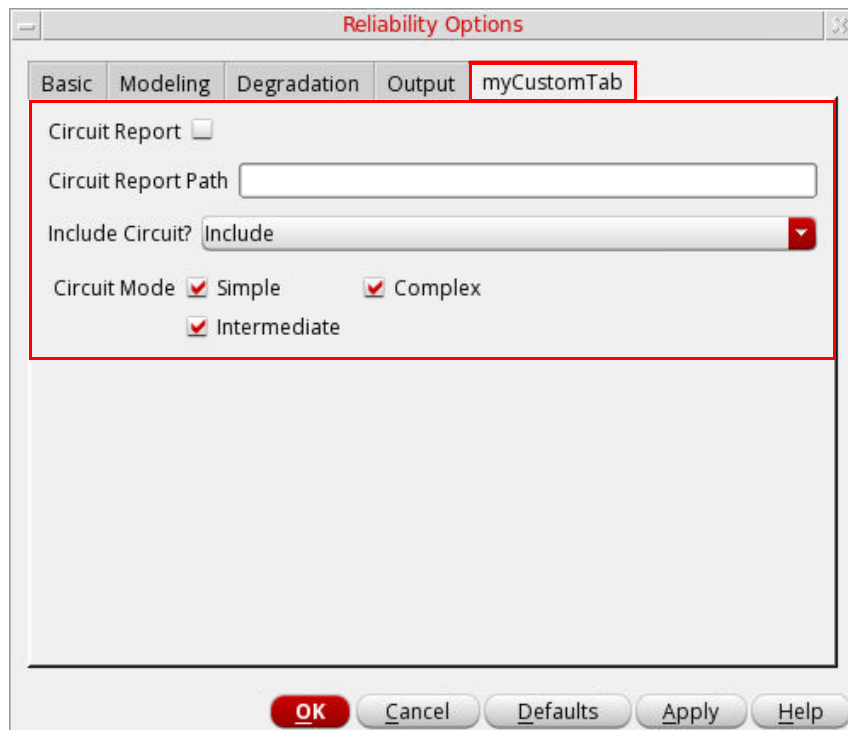 Reliability Options
Basic Modeling Degradation Output myCustomTab
Circuit Report
Circuit Report Path
Include Circuit? Include
Circuit Mode Simple Complex
Intermediate
OK Cancel Defaults Apply Help